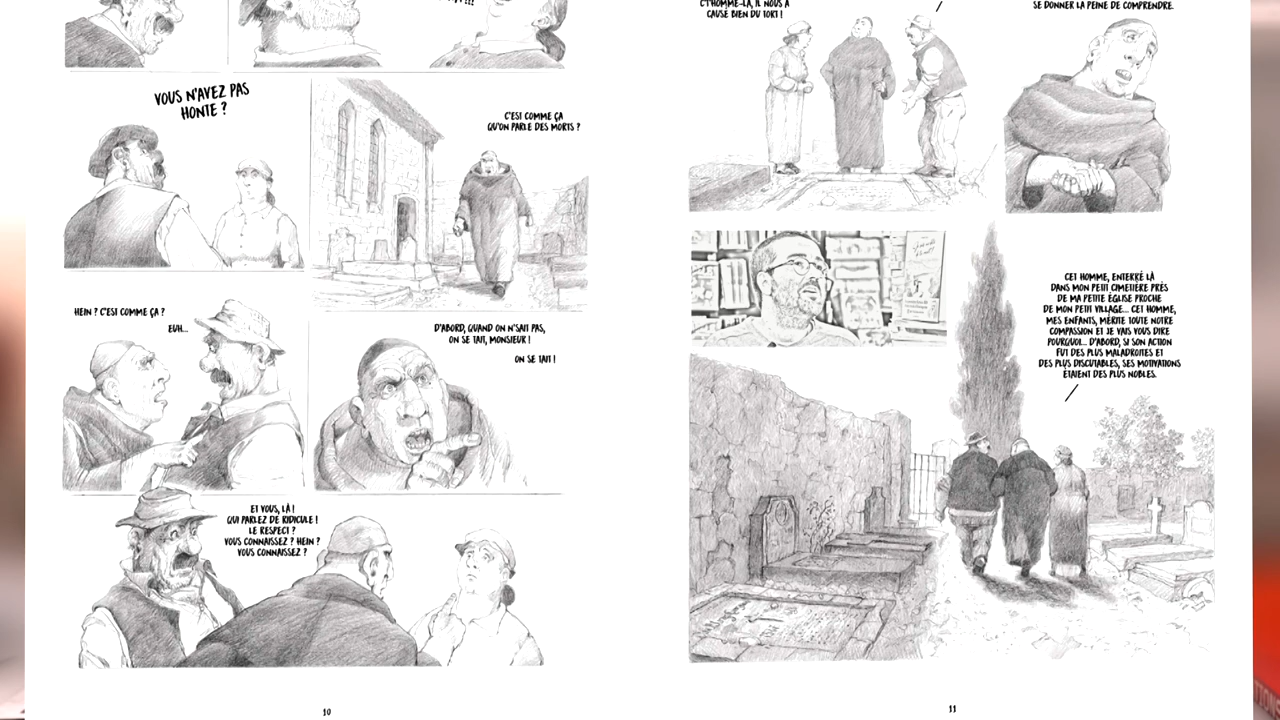 VOUS N'AVEZ PAS
HONTE ?
C'EST COMME ÇA
QU'ON PARLE DES MORTS ?
HEIN ? C'EST COMME ÇA ?
EUH...
D'ABORD, QUAND ON N'SAIT PAS,
ON SE TAIT, MONSIEUR !
ON SE TAIT !
ET VOUS, LÀ !
QUI PARLEZ DE RIDICULE !
LE RESPECT ?
VOUS CONNAISSEZ ? HEIN ?
VOUS CONNAISSEZ ?
10
C'T'HOMME-LÀ, IL NOUS A
CAUSÉ BIEN DU TORT !
SE DONNER LA PEINE DE COMPRENDRE.
CET HOMME, ENTERRÉ LÀ
DANS MON PETIT CIMETIÈRE PRÈS
DE MA PETITE ÉGLISE PROCHE
DE MON PETIT VILLAGE... CET HOMME,
MES ENFANTS, MÉRITE TOUTE NOTRE
COMPASSION ET JE VAIS VOUS DIRE
POURQUOI... D'ABORD, SI SON ACTION
FUT DES PLUS MALADROITES ET
DES PLUS DISCUTABLES, SES MOTIVATIONS
ÉTAIENT DES PLUS NOBLES.
11